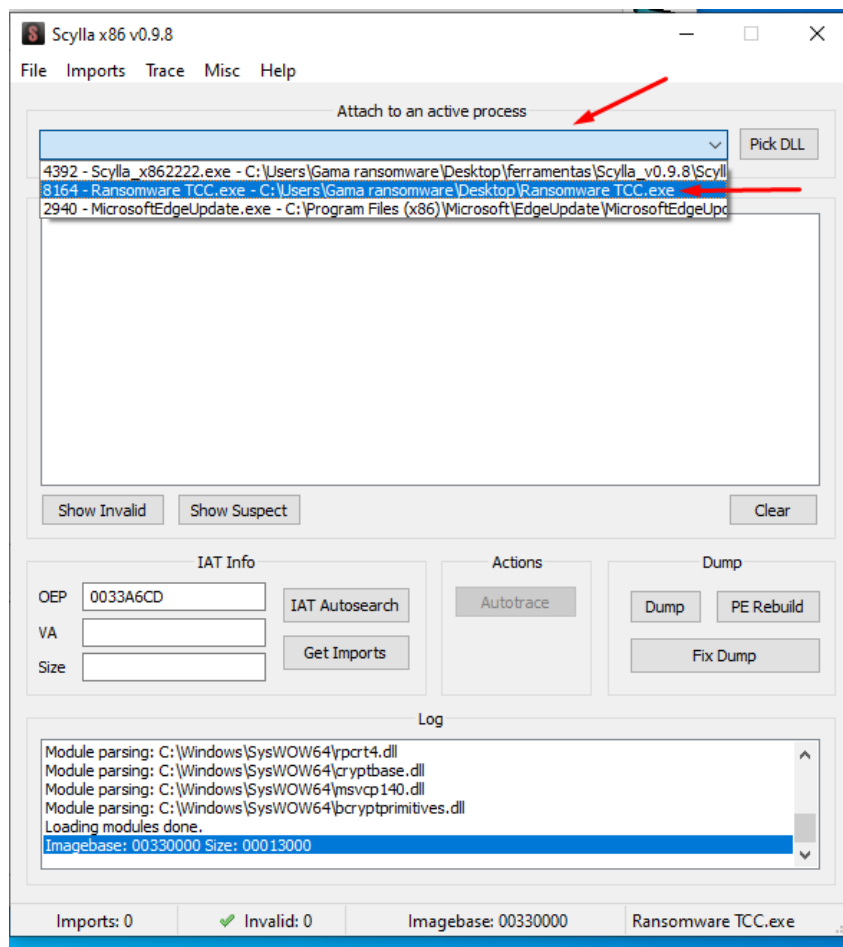 Scylla x86 v0.9.8
File Imports Trace Misc Help
Attach to an active process
Pick DLL
4392 - Scylla_x862222.exe - C:\Users\Gama ransomware\Desktop\ferramentas\Scylla_v0.9.8\Scyll
8164 - Ransomware TCC.exe - C:\Users\Gama ransomware\Desktop\Ransomware TCC.exe
2940 - MicrosoftEdgeUpdate.exe - C:\Program Files (x86)\Microsoft\EdgeUpdate\MicrosoftEdgeUpd
Show Invalid Show Suspect Clear
IAT Info Actions Dump
OEP 0033A6CD IAT Autosearch Autotrace Dump PE Rebuild
VA
Get Imports Fix Dump
Size
Log
Module parsing: C:\Windows\SysWOW64\rpcrt4.dll
Module parsing: C:\Windows\SysWOW64\cryptbase.dll
Module parsing: C:\Windows\SysWOW64\msvcp140.dll
Module parsing: C:\Windows\SysWOW64\bcryptprimitives.dll
Loading modules done.
Imagebase: 00330000 Size: 00013000
Imports: 0 Invalid: 0 Imagebase: 00330000 Ransomware TCC.exe